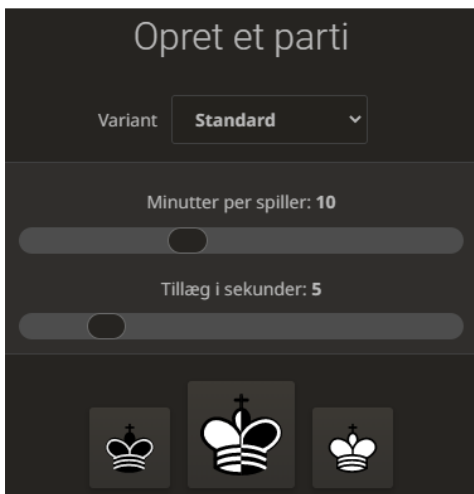 Opret et parti
Variant Standard
Minutter per spiller: 10
Tillæg i sekunder: 5